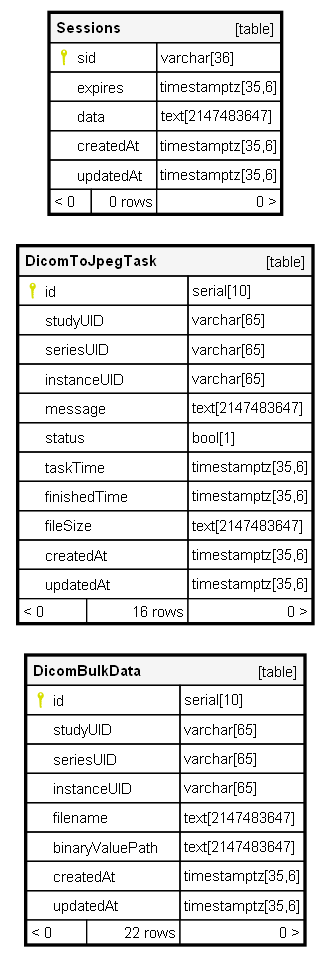 Sessions [table]
sid varchar[36]
expires timestamptz[35,6]
data text[2147483647]
createdAt timestamptz[35,6]
updatedAt timestamptz[35,6]
< 0 0 rows 0 >
DicomToJpegTask [table]
id serial[10]
studyUID varchar[65]
seriesUID varchar[65]
instanceUID varchar[65]
message text[2147483647]
status bool[1]
taskTime timestamptz[35,6]
finishedTime timestamptz[35,6]
fileSize text[2147483647]
createdAt timestamptz[35,6]
updatedAt timestamptz[35,6]
< 0 16 rows 0 >
DicomBulkData [table]
id serial[10]
studyUID varchar[65]
seriesUID varchar[65]
instanceUID varchar[65]
filename text[2147483647]
binaryValuePath text[2147483647]
createdAt timestamptz[35,6]
updatedAt timestamptz[35,6]
< 0 22 rows 0 >